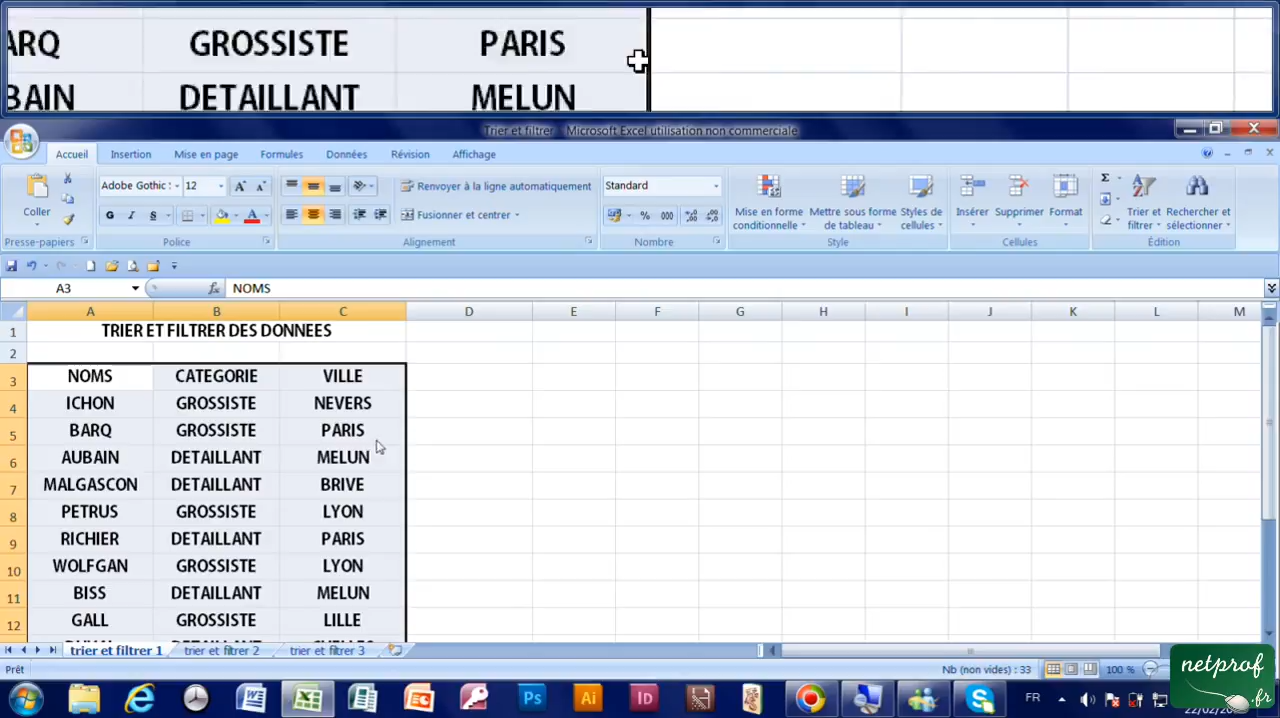 ARQ GROSSISTE PARIS
BAIN DETAILLANT MELUN
Trier et filtrer - Microsoft Excel utilisation non commerciale
Accueil Insertion Mise en page Formules Données Révision Affichage
Coller
Presse-papiers
Adobe Gothic 12
G I S
Police
Renvoyer à la ligne automatiquement
Fusionner et centrer
Alignement
Standard
% 000
Nombre
Mise en forme conditionnelle
Mettre sous forme de tableau
Styles de cellules
Style
Insérer Supprimer Format
Cellules
Σ
Trier et filtrer
Rechercher et sélectionner
Édition
A3 fx NOMS
A B C D E F G H I J K L M
1 TRIER ET FILTRER DES DONNEES
2
3 NOMS CATEGORIE VILLE
4 ICHON GROSSISTE NEVERS
5 BARQ GROSSISTE PARIS
6 AUBAIN DETAILLANT MELUN
7 MALGASCON DETAILLANT BRIVE
8 PETRUS GROSSISTE LYON
9 RICHIER DETAILLANT PARIS
10 WOLFGAN GROSSISTE LYON
11 BISS DETAILLANT MELUN
12 GALL GROSSISTE LILLE
trier et filtrer 1 trier et filtrer 2 trier et filtrer 3
Prêt Nb (non vides) : 33 100 %
netprof.fr
Ps Ai ID FR